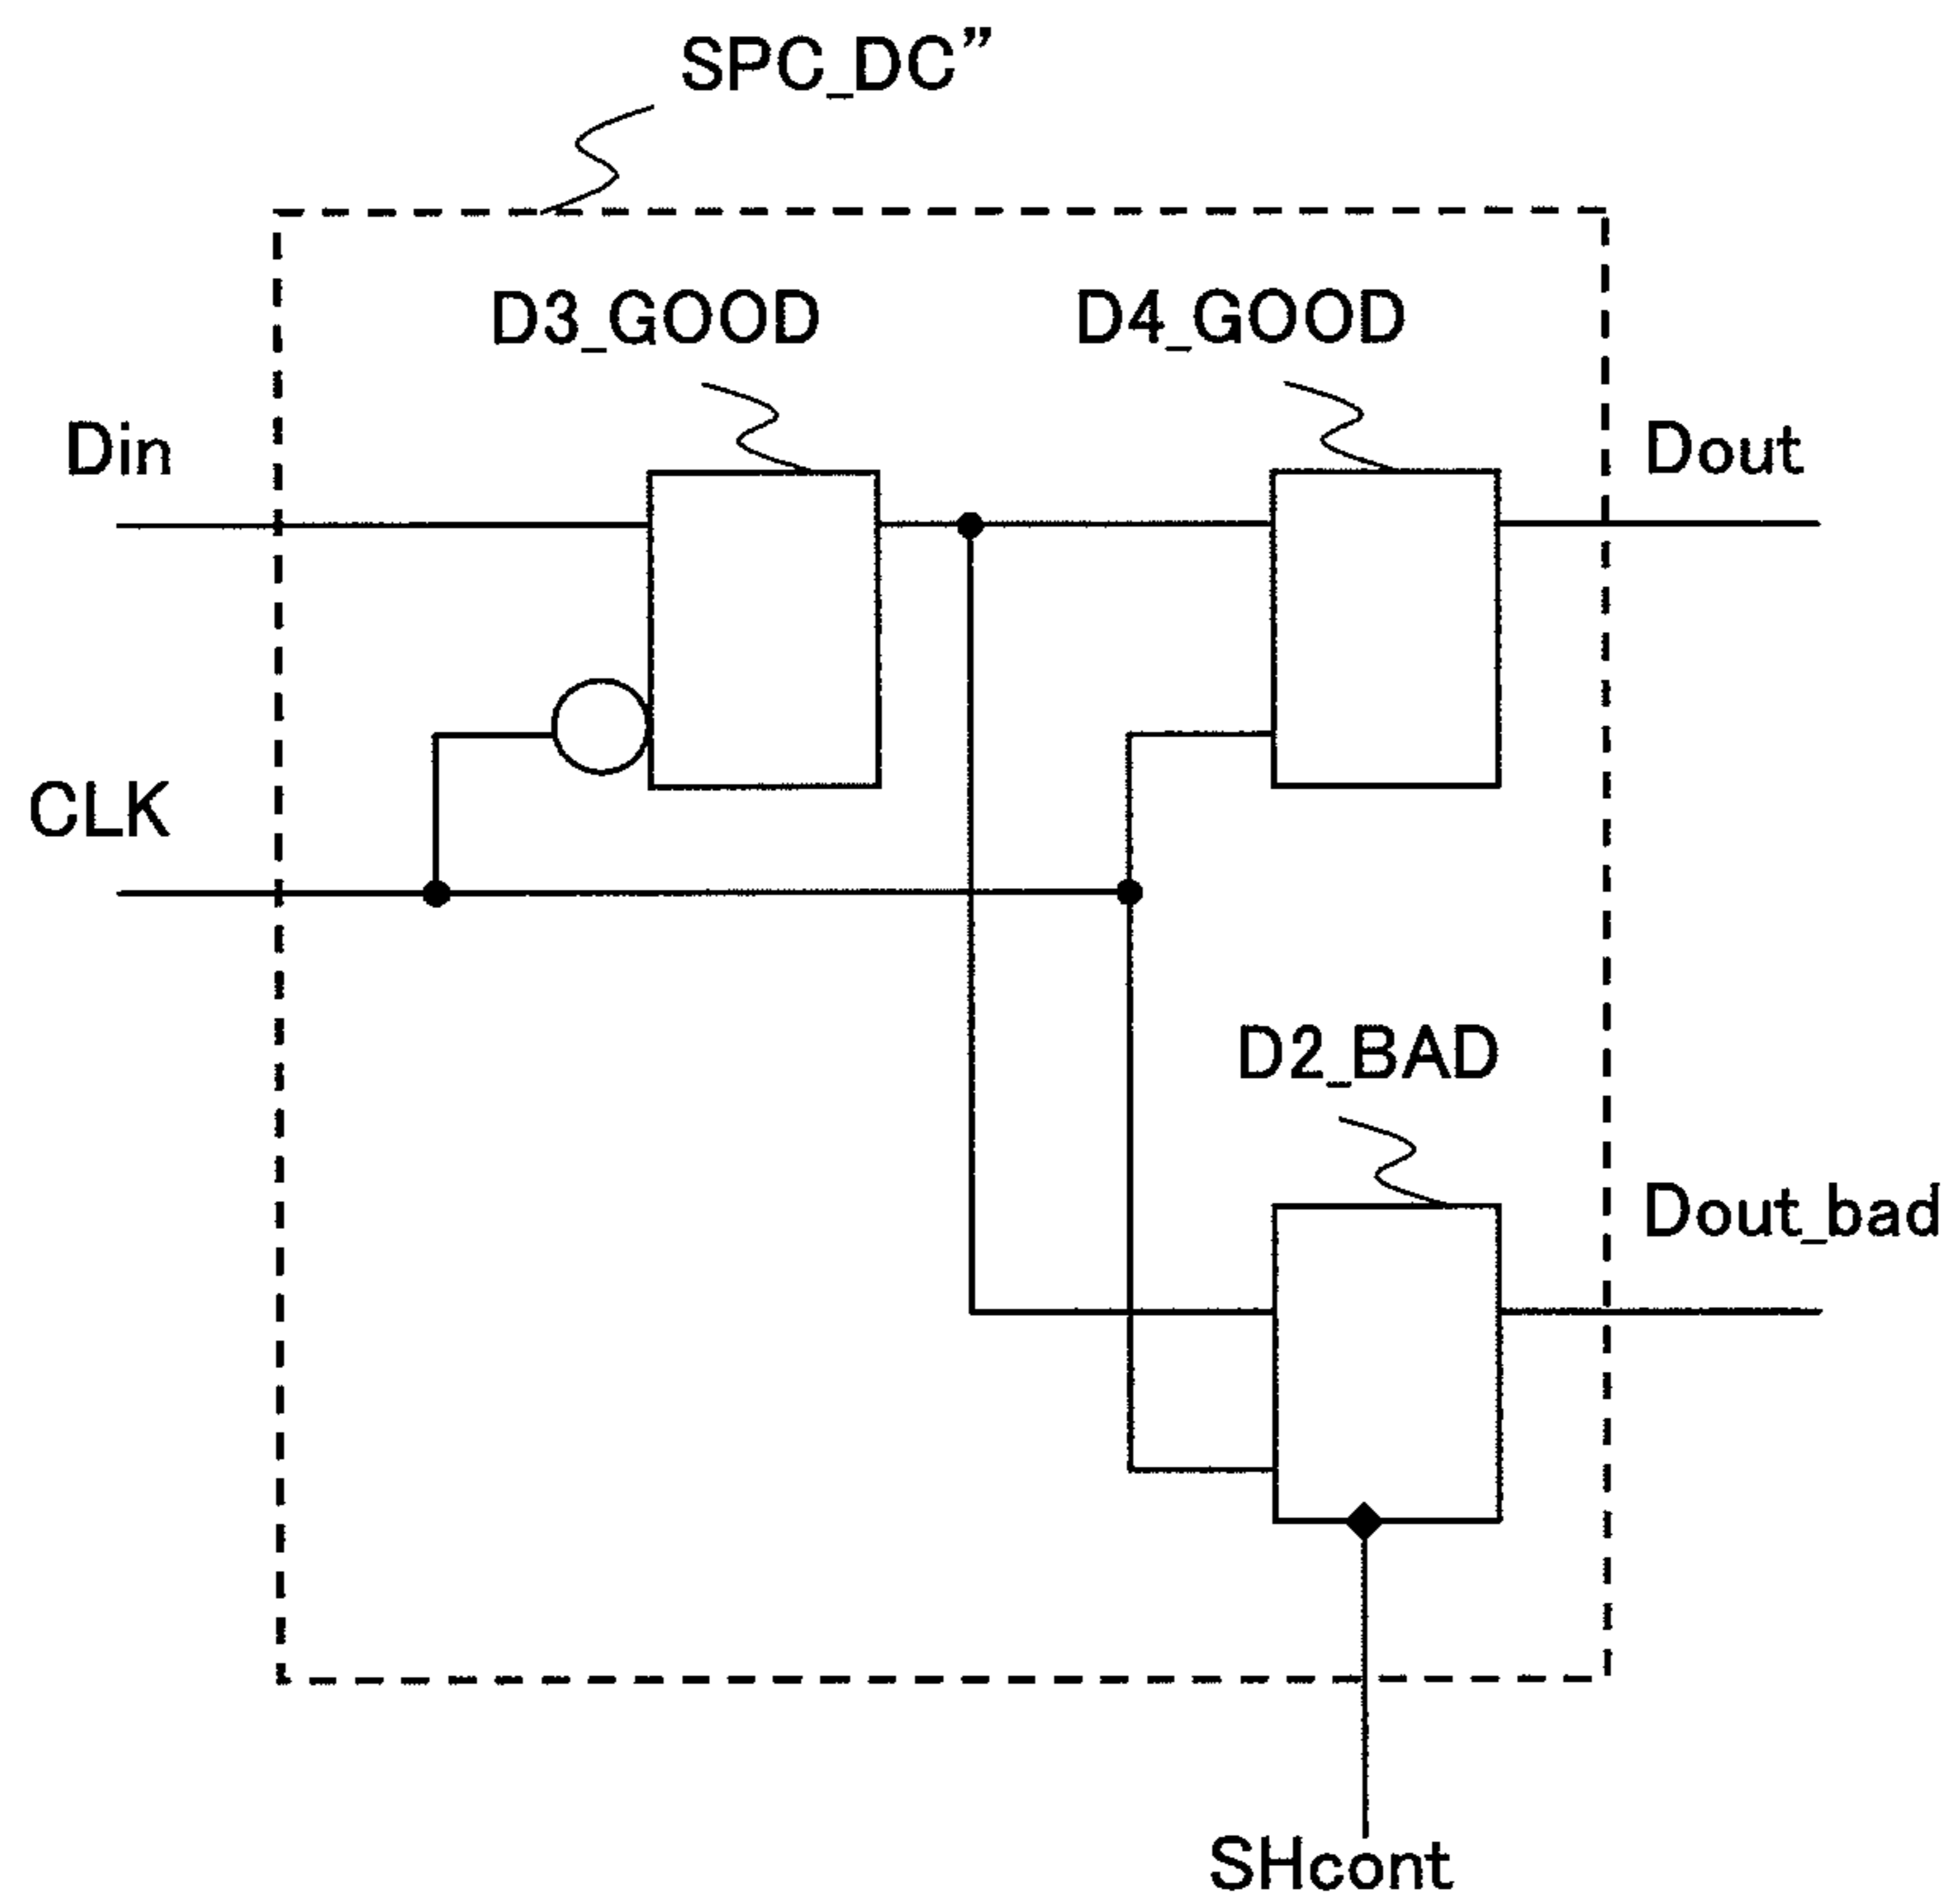 SPC_DC”
D3_GOOD
D4_GOOD
Din
Dout
CLK
D2_BAD
Dout_bad
SHcont